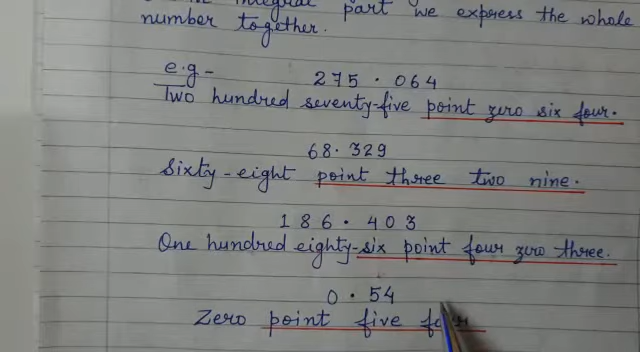 integral part we express the whole
number together.
e.g -
275.064
Two hundred seventy-five point zero six four.
68.329
Sixty-eight point three two nine.
186.403
One hundred eighty-six point four zero three.
0.54
Zero point five four